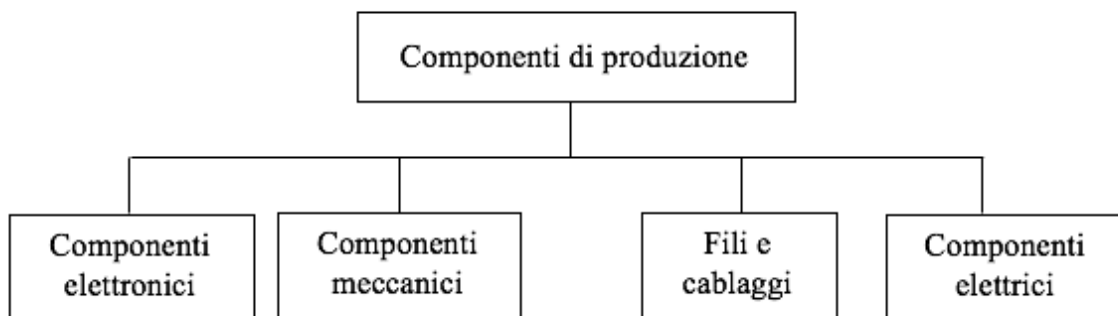 Componenti di produzione
Componenti
elettronici
Componenti
meccanici
Fili e
cablaggi
Componenti
elettrici